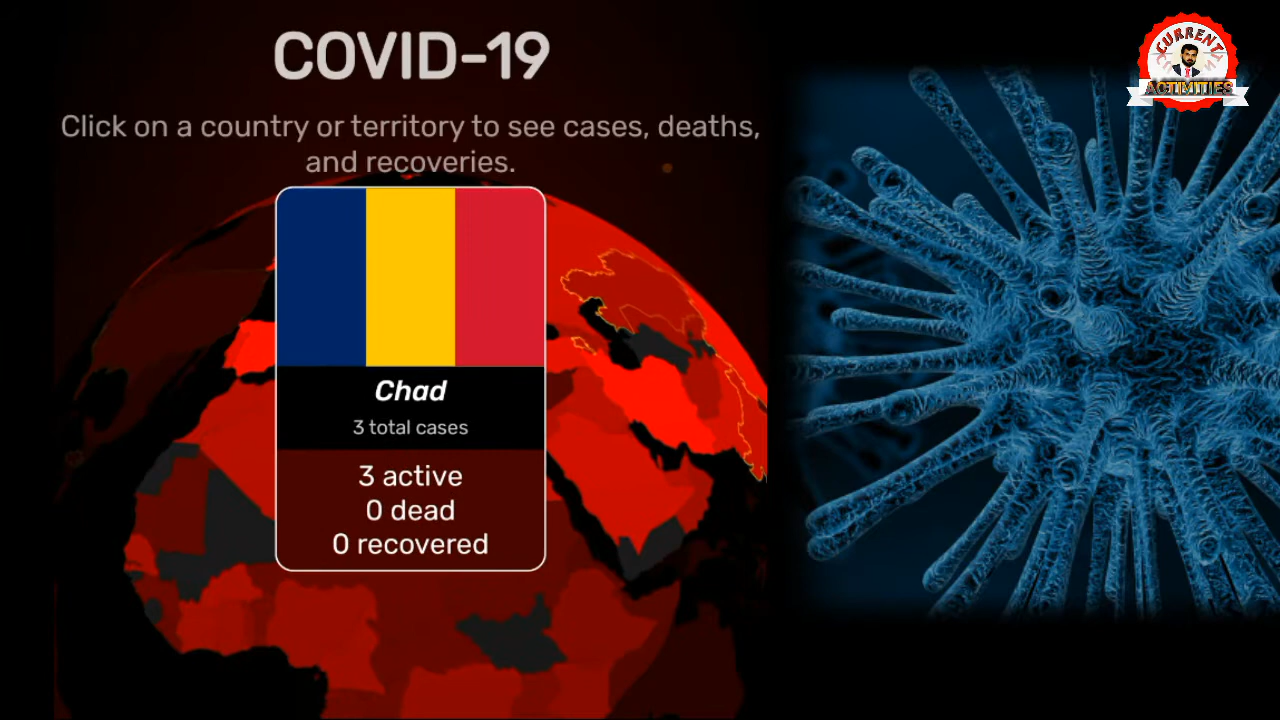 COVID-19
Click on a country or territory to see cases, deaths,
and recoveries.
Chad
3 total cases
3 active
0 dead
0 recovered
CURRENT
ACTIVITIES